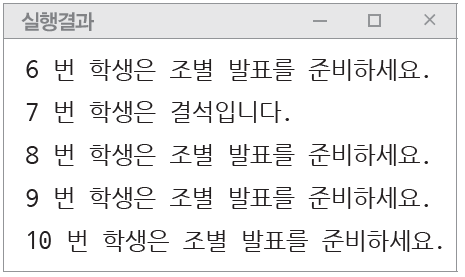 실행결과
6 번 학생은 조별 발표를 준비하세요.
7 번 학생은 결석입니다.
8 번 학생은 조별 발표를 준비하세요.
9 번 학생은 조별 발표를 준비하세요.
10 번 학생은 조별 발표를 준비하세요.